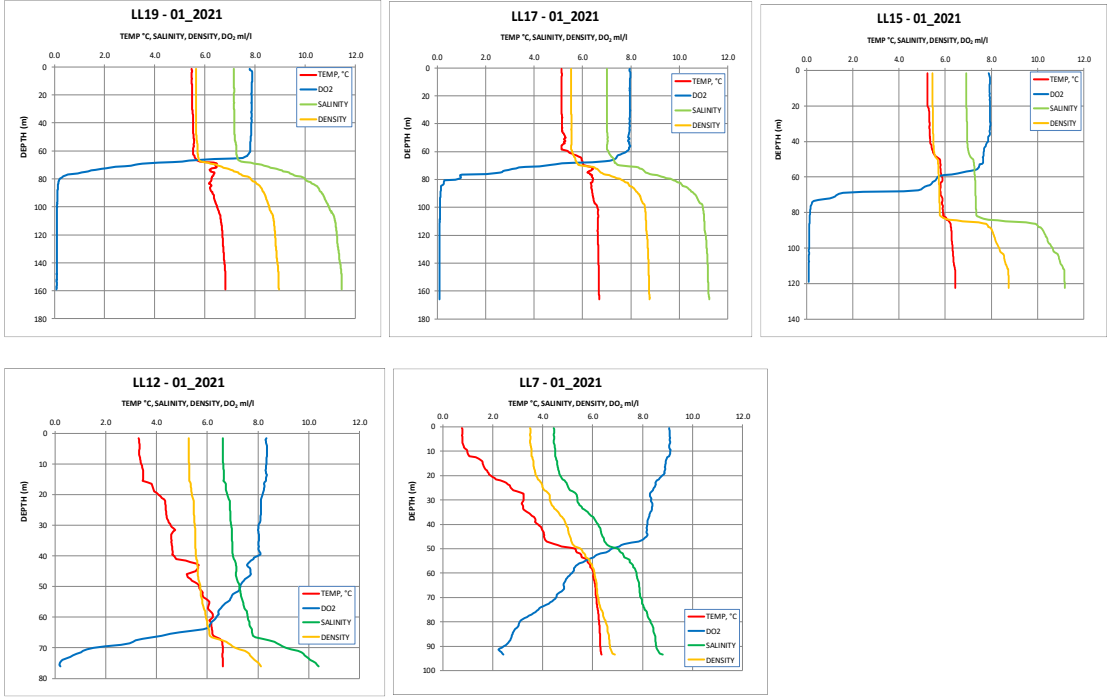 LL19 - 01_2021
TEMP °C, SALINITY, DENSITY, DO₂ ml/l
0.0 2.0 4.0 6.0 8.0 10.0 12.0
0
20
40
60
80
100
120
140
160
180
DEPTH (m)
TEMP, °C
DO2
SALINITY
DENSITY
LL17 - 01_2021
TEMP °C, SALINITY, DENSITY, DO₂ ml/l
0.0 2.0 4.0 6.0 8.0 10.0 12.0
0
20
40
60
80
100
120
140
160
180
DEPTH (m)
TEMP, °C
DO2
SALINITY
DENSITY
LL15 - 01_2021
TEMP °C, SALINITY, DENSITY, DO₂ ml/l
0.0 2.0 4.0 6.0 8.0 10.0 12.0
0
20
40
60
80
100
120
140
DEPTH (m)
TEMP, °C
DO2
SALINITY
DENSITY
LL12 - 01_2021
TEMP °C, SALINITY, DENSITY, DO₂ ml/l
0.0 2.0 4.0 6.0 8.0 10.0 12.0
0
10
20
30
40
50
60
70
80
DEPTH (m)
TEMP, °C
DO2
SALINITY
DENSITY
LL7 - 01_2021
TEMP °C, SALINITY, DENSITY, DO₂ ml/l
0.0 2.0 4.0 6.0 8.0 10.0 12.0
0
10
20
30
40
50
60
70
80
90
100
DEPTH (m)
TEMP, °C
DO2
SALINITY
DENSITY